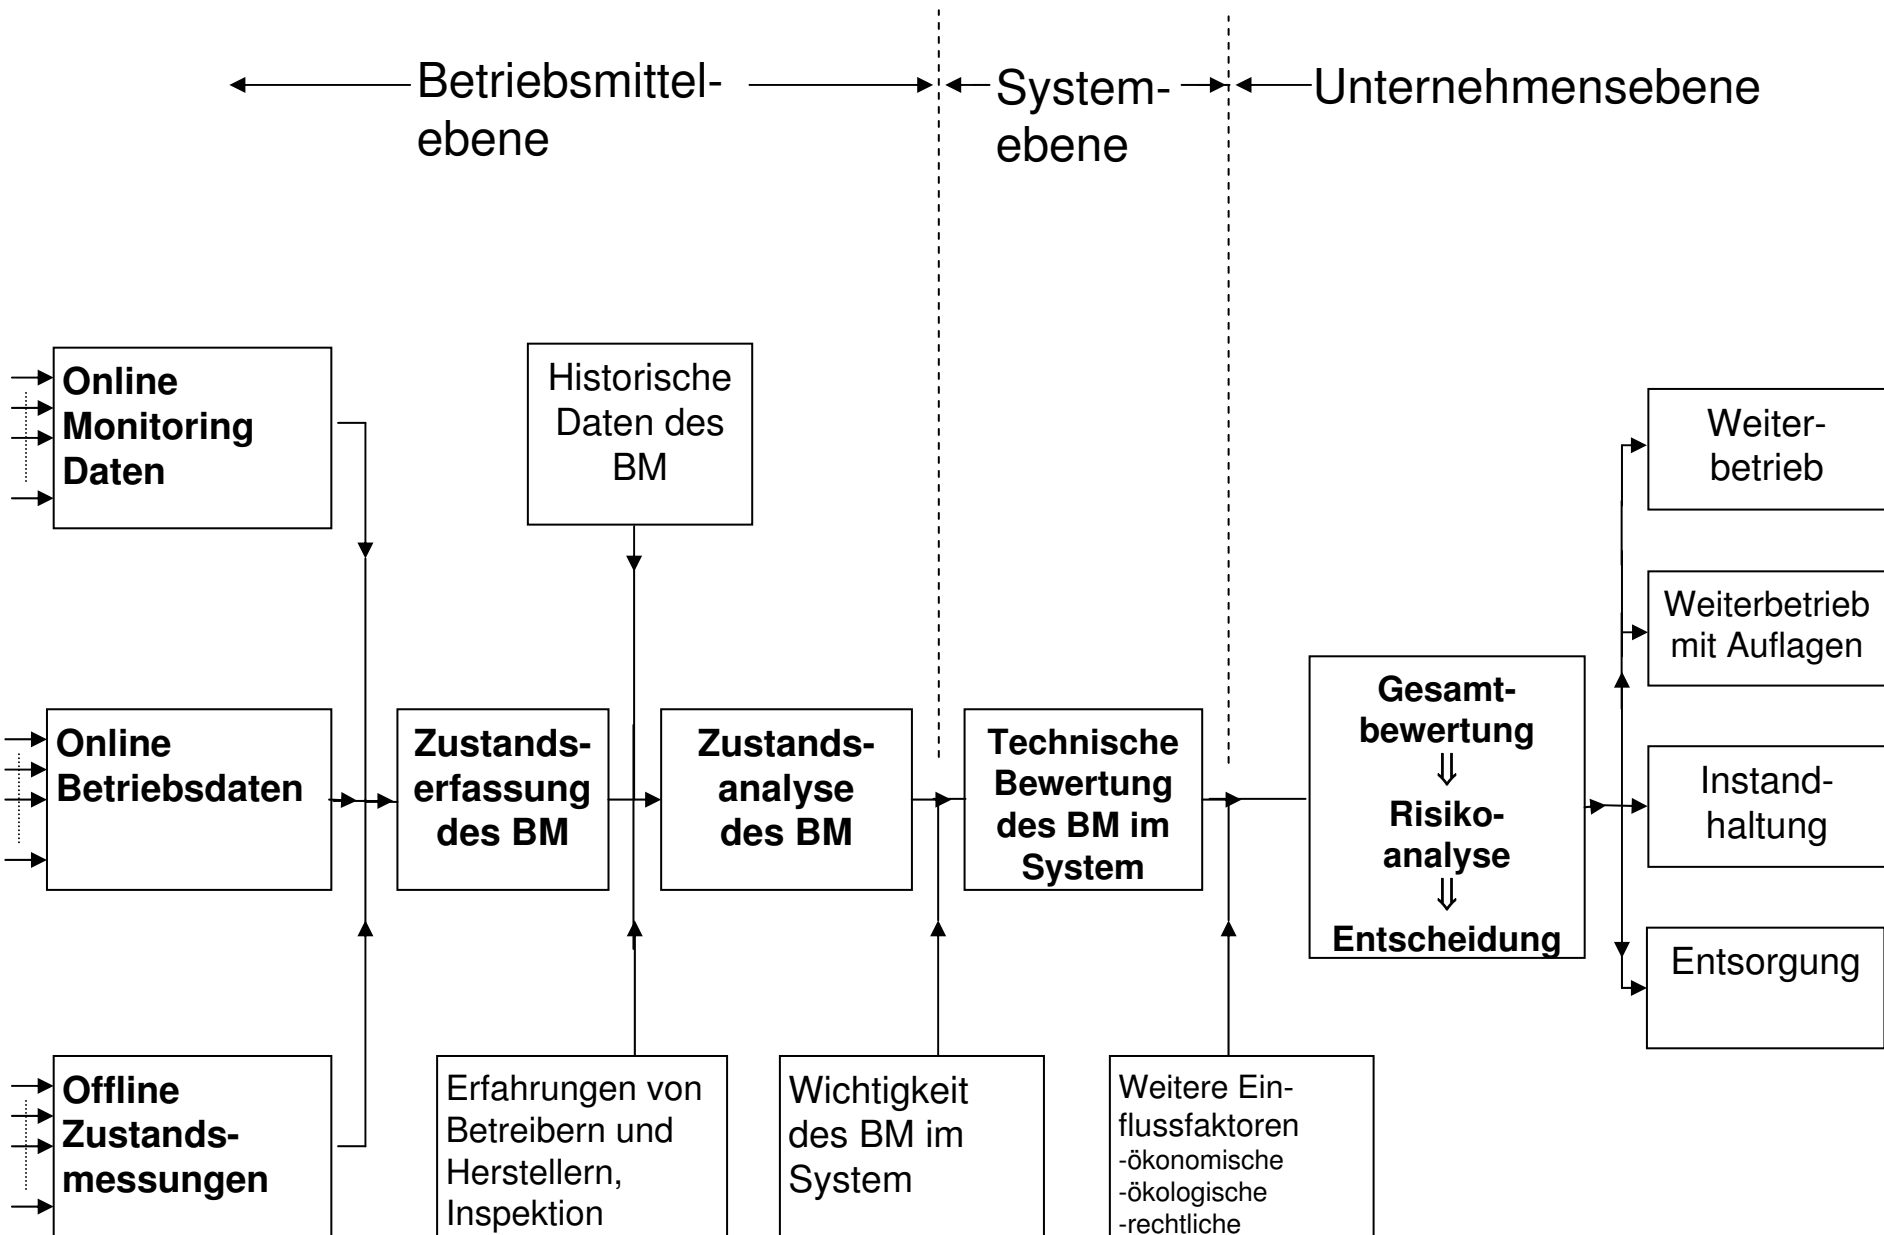 Betriebsmittel-
ebene
System-
ebene
Unternehmensebene
Online
Monitoring
Daten
Historische
Daten des
BM
Weiter-
betrieb
Weiterbetrieb
mit Auflagen
Online
Betriebsdaten
Zustands-
erfassung
des BM
Zustands-
analyse
des BM
Technische
Bewertung
des BM im
System
Gesamt-
bewertung
⇓
Risiko-
analyse
⇓
Entscheidung
Instand-
haltung
Entsorgung
Offline
Zustands-
messungen
Erfahrungen von
Betreibern und
Herstellern,
Inspektion
Wichtigkeit
des BM im
System
Weitere Ein-
flussfaktoren
-ökonomische
-ökologische
-rechtliche